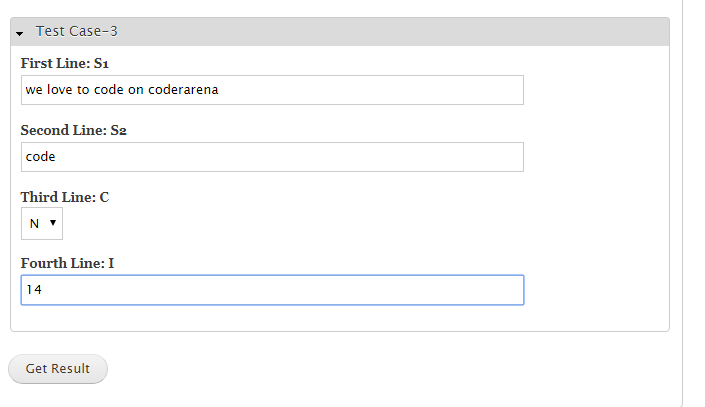 Test Case-3
First Line: S1
we love to code on coderarena
Second Line: S2
code
Third Line: C
N
Fourth Line: I
14
Get Result